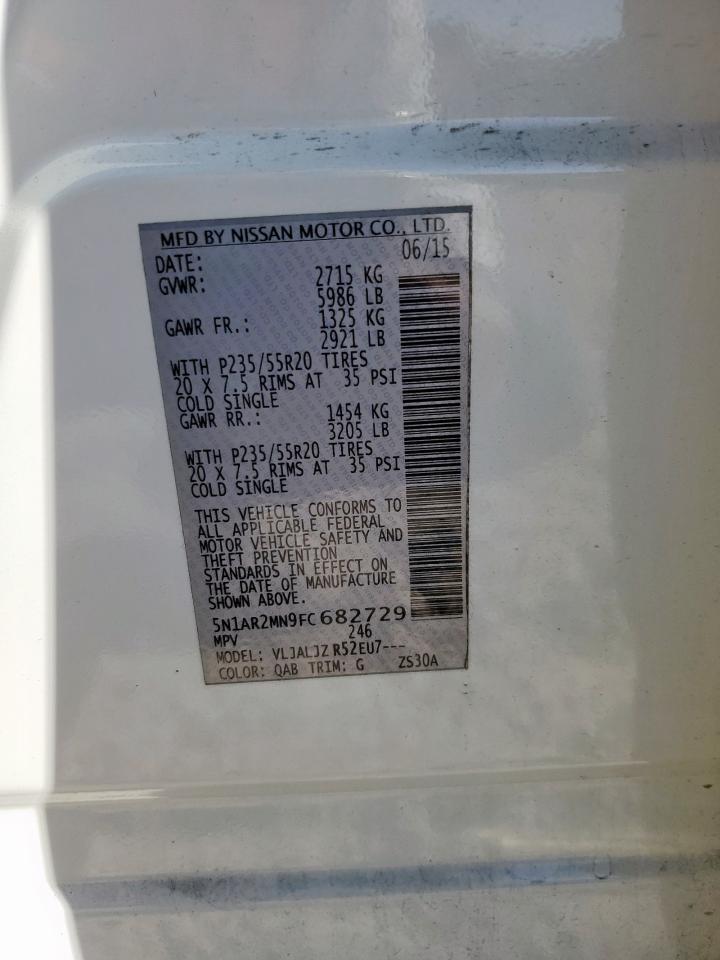 MFD BY NISSAN MOTOR CO., LTD.
DATE: 06/15
GVWR: 2715 KG
5986 LB
GAWR FR.: 1325 KG
2921 LB
WITH P235/55R20 TIRES
20 X 7.5 RIMS AT 35 PSI
COLD SINGLE
GAWR RR.: 1454 KG
3205 LB
WITH P235/55R20 TIRES
20 X 7.5 RIMS AT 35 PSI
COLD SINGLE
THIS VEHICLE CONFORMS TO
ALL APPLICABLE FEDERAL
MOTOR VEHICLE SAFETY AND
THEFT PREVENTION
STANDARDS IN EFFECT ON
THE DATE OF MANUFACTURE
SHOWN ABOVE.
5N1AR2MN9FC682729
MPV 246
MODEL: VLJALJZ R52EU7---
COLOR: QAB TRIM: G ZS30A